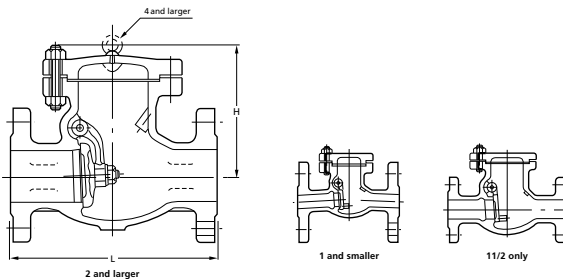 4 and larger
H
L
2 and larger
1 and smaller
11/2 only